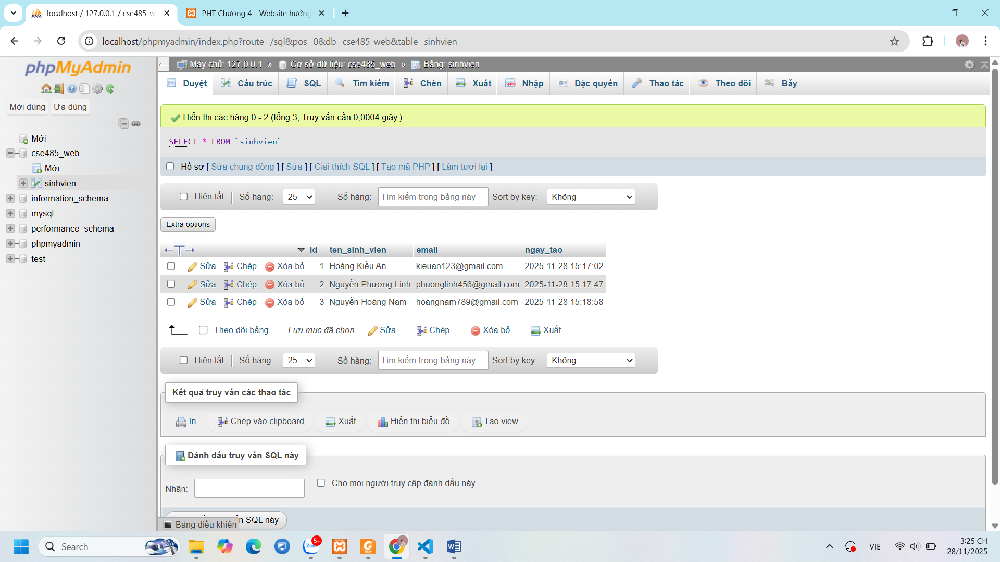 localhost / 127.0.0.1 / cse485_w
PHT Chương 4 - Website hướng
localhost/phpmyadmin/index.php?route=/sql&pos=0&db=cse485_web&table=sinhvien
phpMyAdmin
Mới dùng Ưa dùng
Mới
cse485_web
Mới
sinhvien
information_schema
mysql
performance_schema
phpmyadmin
test
Máy chủ: 127.0.0.1 » Cơ sở dữ liệu: cse485_web » Bảng: sinhvien
Duyệt Cấu trúc SQL Tìm kiếm Chèn Xuất Nhập Đặc quyền Thao tác Theo dõi Bẫy
Hiển thị các hàng 0 - 2 (tổng 3, Truy vấn cần 0,0004 giây.)
SELECT * FROM `sinhvien`
Hồ sơ [ Sửa chung dòng ] [ Sửa ] [ Giải thích SQL ] [ Tạo mã PHP ] [ Làm tươi lại ]
Hiện tất Số hàng: 25 Số hàng: Tìm kiếm trong bảng này Sort by key: Không
Extra options
id ten_sinh_vien email ngay_tao
Sửa Chép Xóa bỏ 1 Hoàng Kiều An kieuan123@gmail.com 2025-11-28 15:17:02
Sửa Chép Xóa bỏ 2 Nguyễn Phương Linh phuonglinh456@gmail.com 2025-11-28 15:17:47
Sửa Chép Xóa bỏ 3 Nguyễn Hoàng Nam hoangnam789@gmail.com 2025-11-28 15:18:58
Theo dõi bảng Lưu mục đã chọn Sửa Chép Xóa bỏ Xuất
Hiện tất Số hàng: 25 Số hàng: Tìm kiếm trong bảng này Sort by key: Không
Kết quả truy vấn các thao tác
In Chép vào clipboard Xuất Hiển thị biểu đồ Tạo view
Đánh dấu truy vấn SQL này
Nhãn: Cho mọi người truy cập đánh dấu này
SQL này
Bảng điều khiển
Search
Zalo
5+
PDF
VIE
3:25 CH
28/11/2025